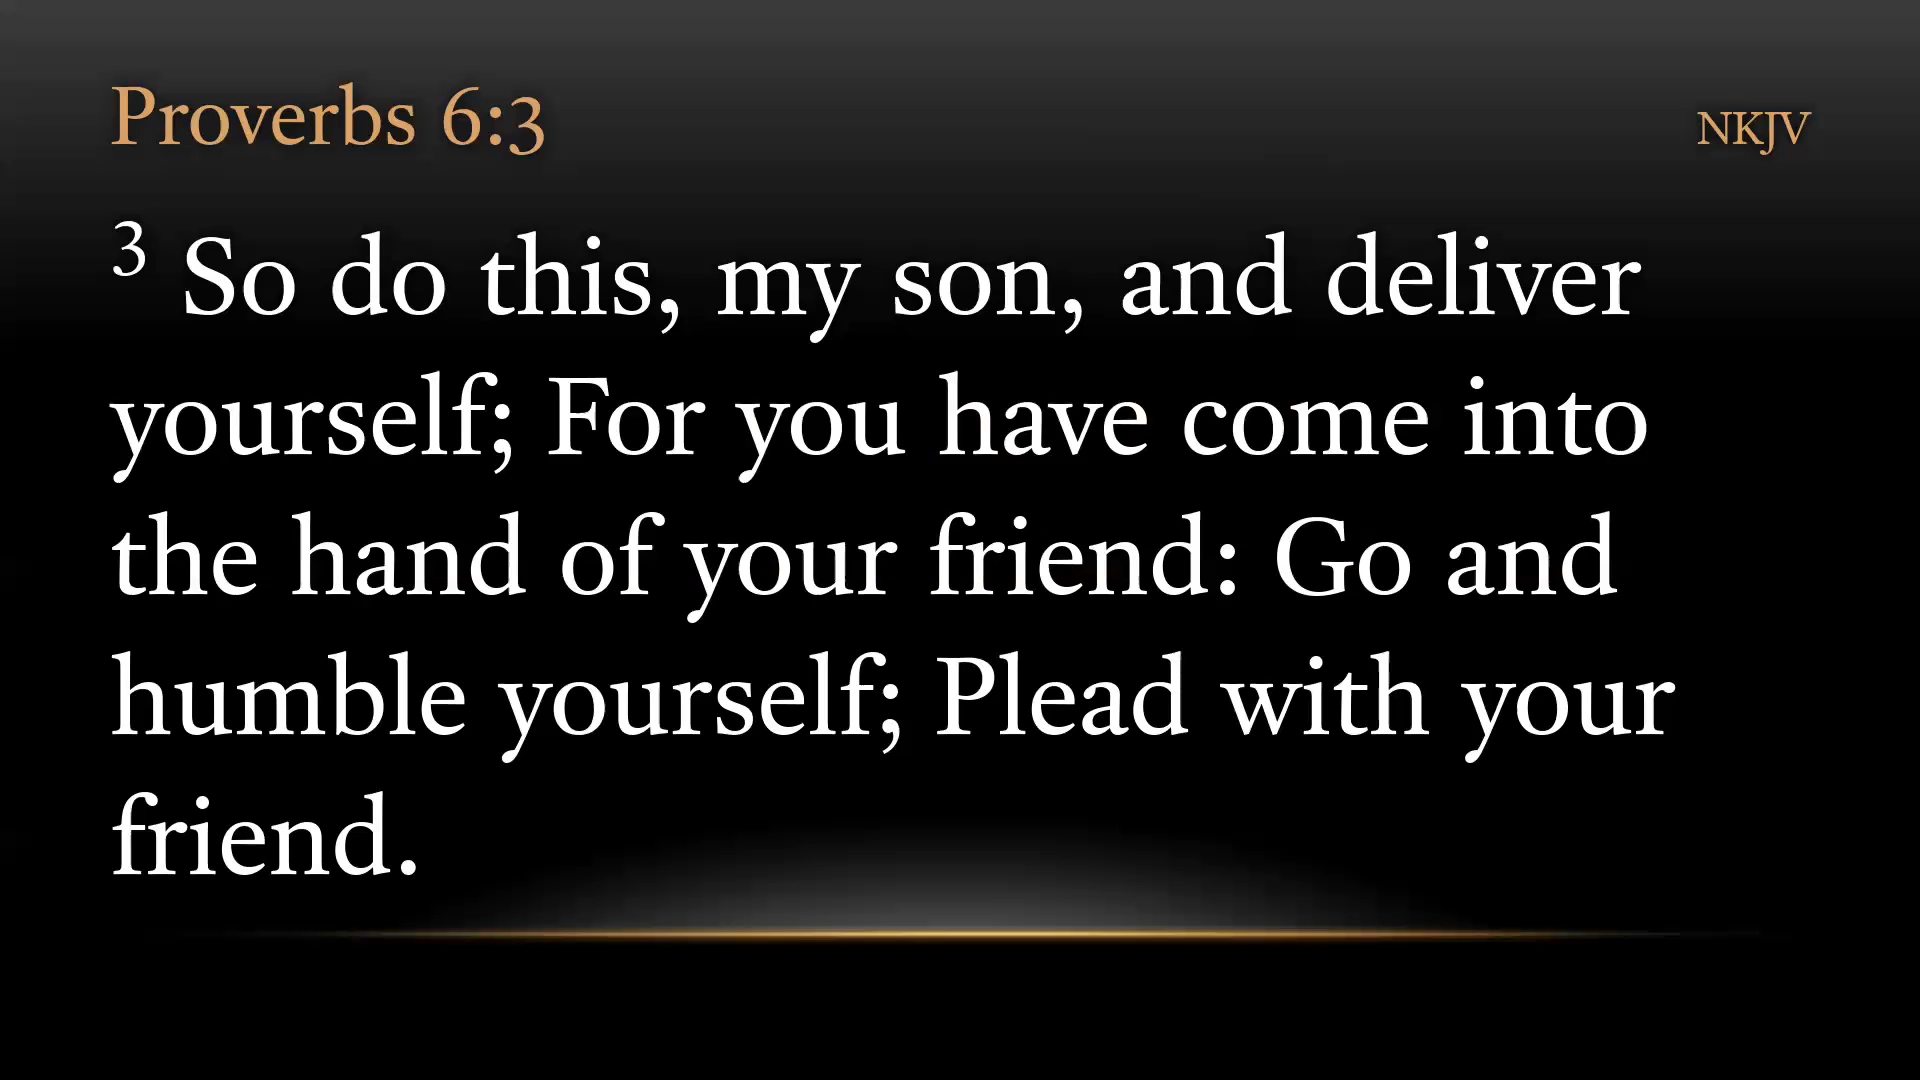 Proverbs 6:3
NKJV
3 So do this, my son, and deliver
yourself; For you have come into
the hand of your friend: Go and
humble yourself; Plead with your
friend.